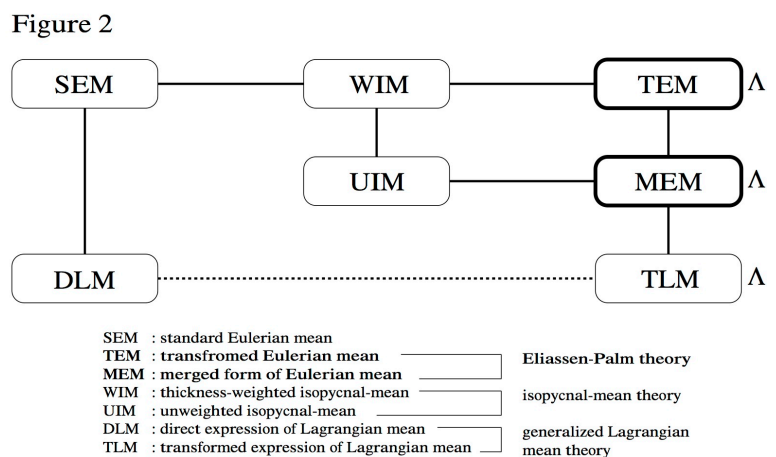 Figure 2
SEM WIM TEM Λ
UIM MEM Λ
DLM TLM Λ
SEM : standard Eulerian mean
TEM : transfromed Eulerian mean
MEM : merged form of Eulerian mean
Eliassen-Palm theory
WIM : thickness-weighted isopycnal-mean
UIM : unweighted isopycnal-mean
isopycnal-mean theory
DLM : direct expression of Lagrangian mean
TLM : transformed expression of Lagrangian mean
generalized Lagrangian
mean theory